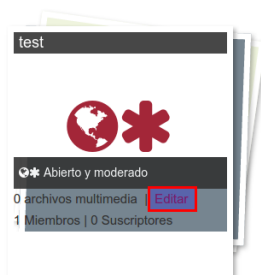 test
Abierto y moderado
0 archivos multimedia | Editar
1 Miembros | 0 Suscriptores